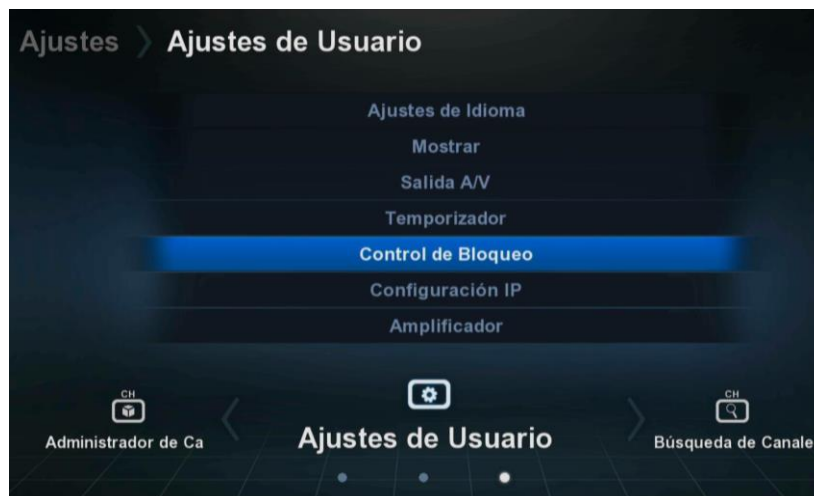 Ajustes 〉 Ajustes de Usuario
Ajustes de Idioma
Mostrar
Salida A/V
Temporizador
Control de Bloqueo
Configuración IP
Amplificador
CH
CH
Administrador de Ca
Ajustes de Usuario
Búsqueda de Canale